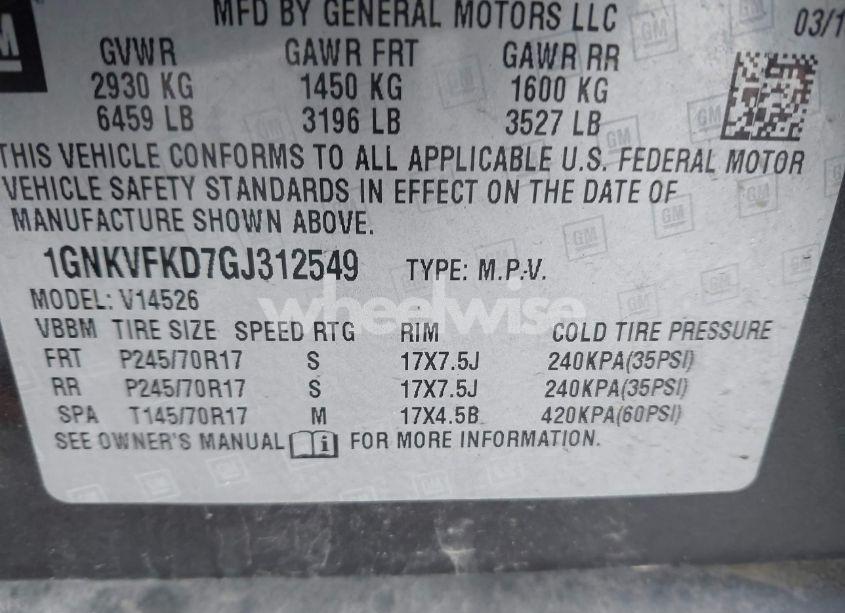 GM
MFD BY GENERAL MOTORS LLC
03/1
GVWR GAWR FRT GAWR RR
2930 KG 1450 KG 1600 KG
6459 LB 3196 LB 3527 LB
THIS VEHICLE CONFORMS TO ALL APPLICABLE U.S. FEDERAL MOTOR
VEHICLE SAFETY STANDARDS IN EFFECT ON THE DATE OF
MANUFACTURE SHOWN ABOVE.
1GNKVFKD7GJ312549 TYPE: M.P.V.
MODEL: V14526
wheelwise
VBBM TIRE SIZE SPEED RTG RIM COLD TIRE PRESSURE
FRT P245/70R17 S 17X7.5J 240KPA(35PSI)
RR P245/70R17 S 17X7.5J 240KPA(35PSI)
SPA T145/70R17 M 17X4.5B 420KPA(60PSI)
SEE OWNER'S MANUAL i FOR MORE INFORMATION.